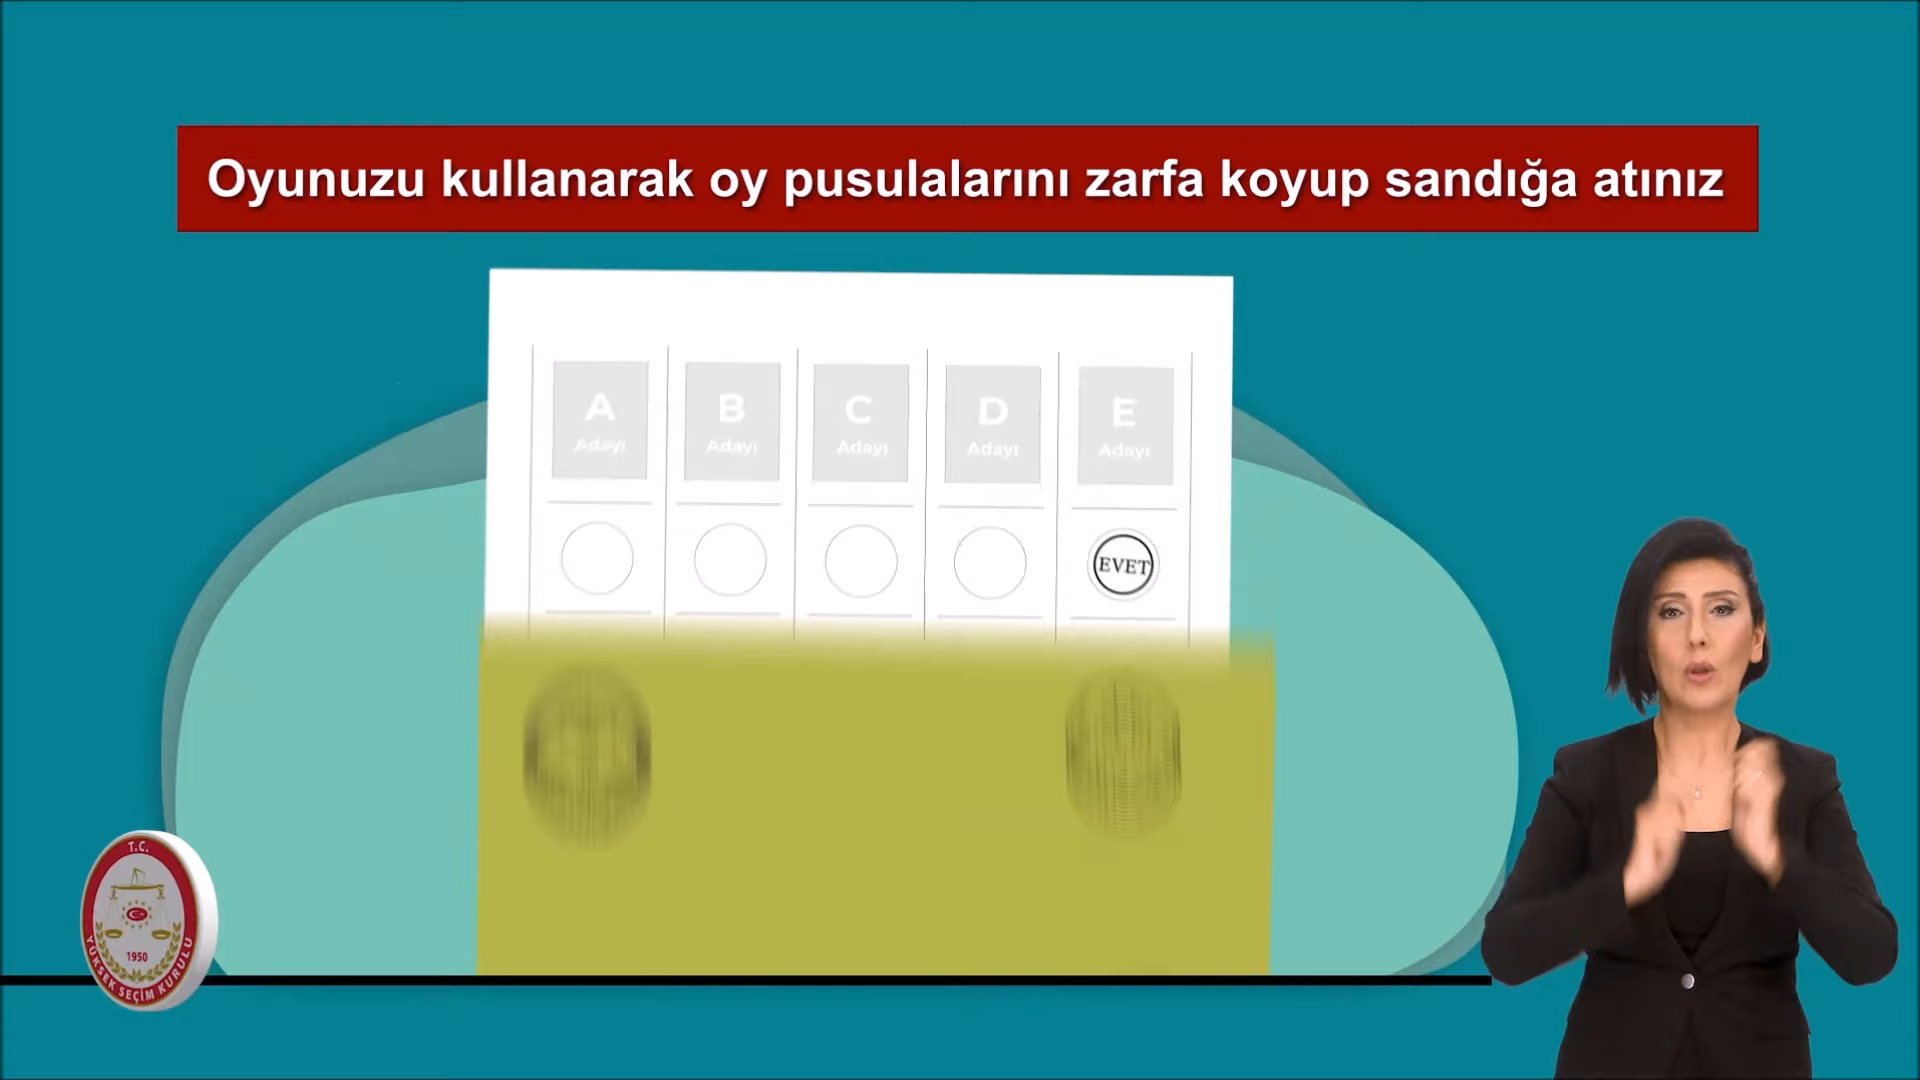 Oyunuzu kullanarak oy pusulalarını zarfa koyup sandığa atınız
A B C D E
Adayı Adayı Adayı Adayı Adayı
EVET
T.C.
1950
YÜKSEK SEÇİM KURULU